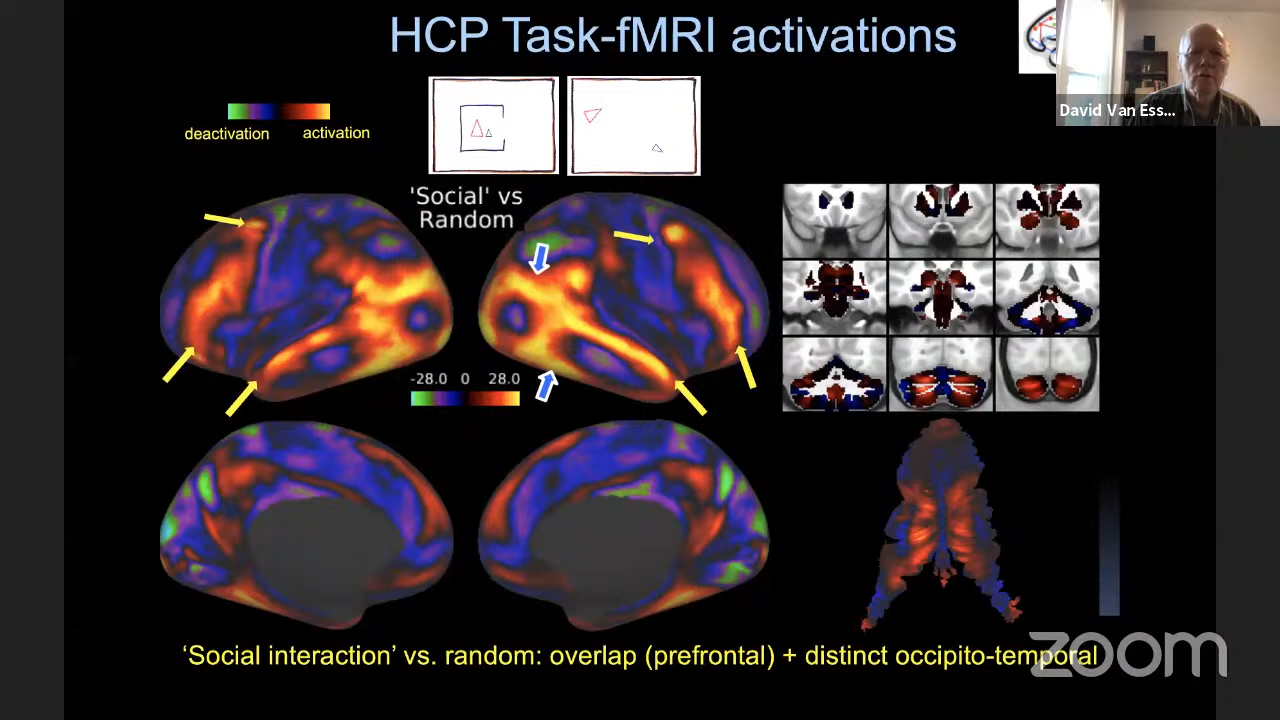 HCP Task-fMRI activations
David Van Ess...
deactivation activation
'Social' vs
Random
-28.0 0 28.0
‘Social interaction’ vs. random: overlap (prefrontal) + distinct occipito-temporal
zoom